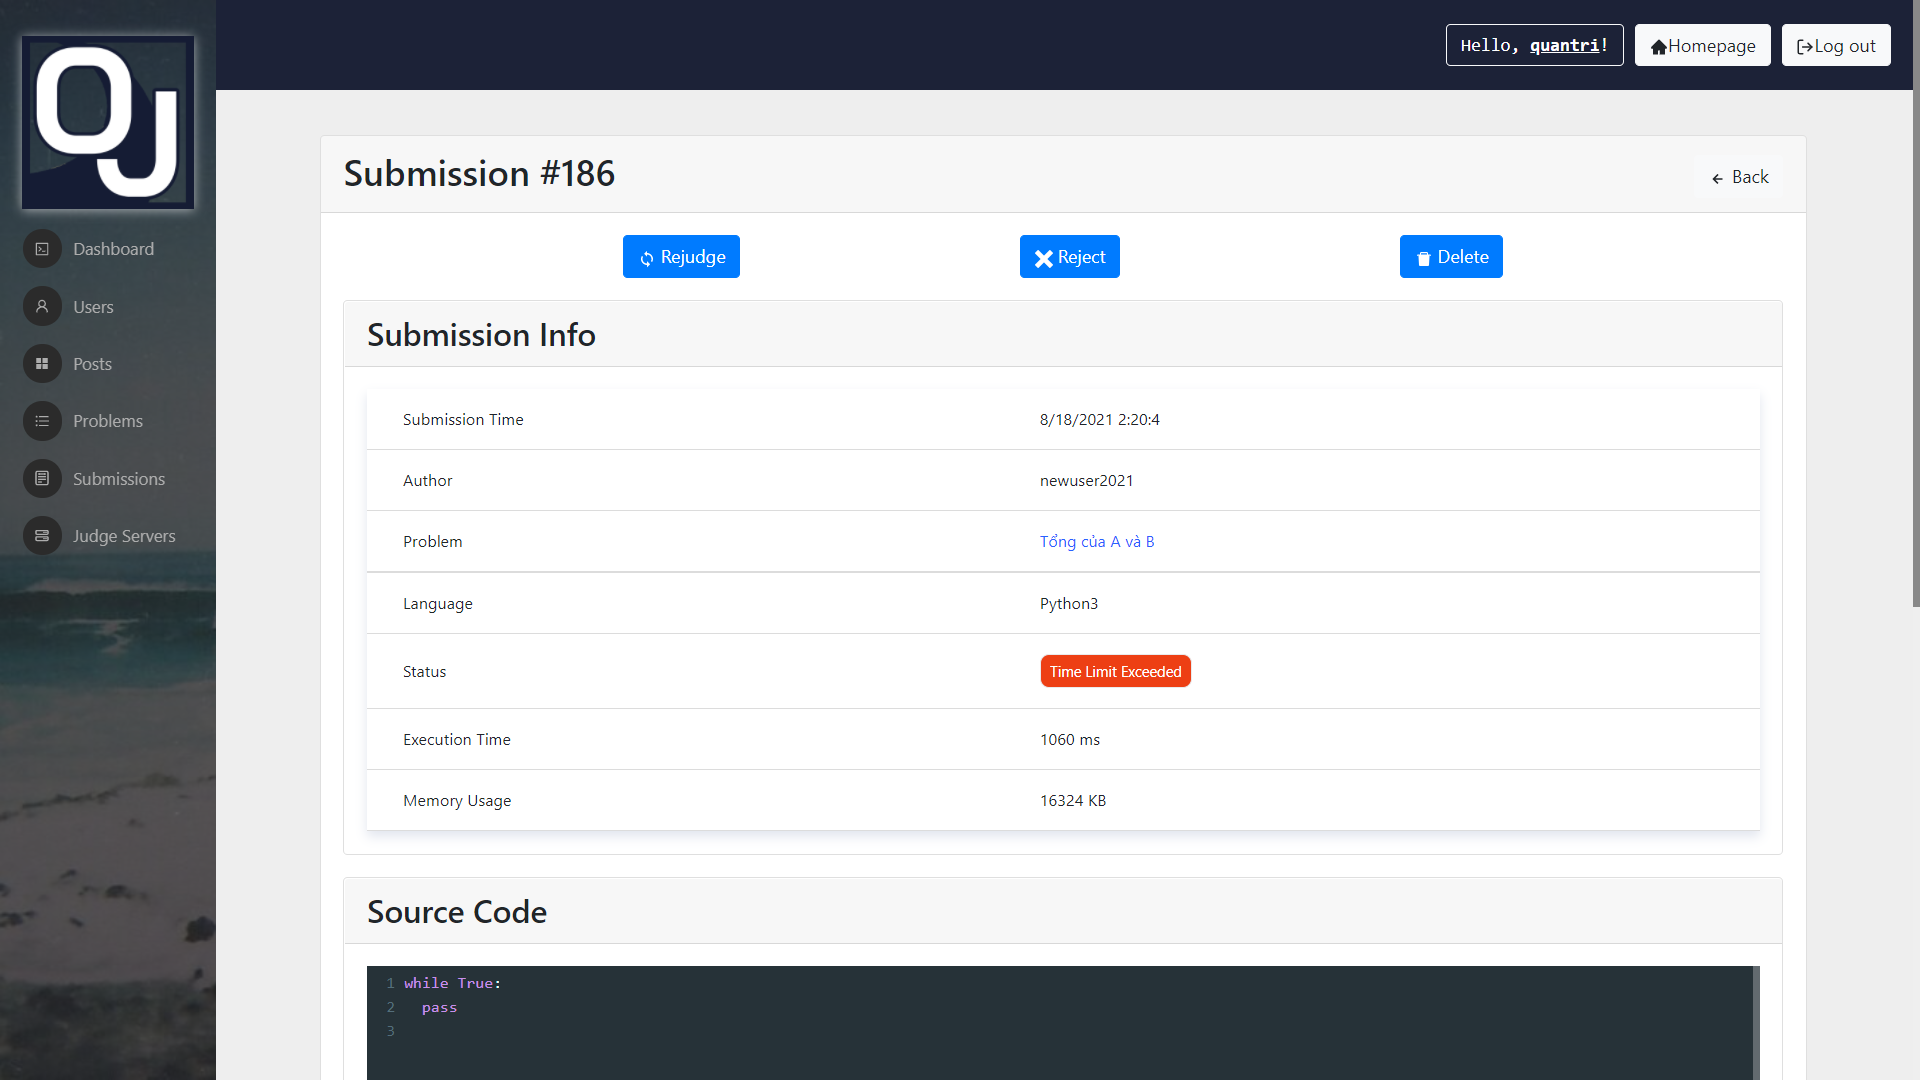 OJ
Hello, quantri!
Homepage
Log out
Dashboard
Users
Posts
Problems
Submissions
Judge Servers
Submission #186
Back
Rejudge
Reject
Delete
Submission Info
Submission Time 8/18/2021 2:20:4
Author newuser2021
Problem Tổng của A và B
Language Python3
Status Time Limit Exceeded
Execution Time 1060 ms
Memory Usage 16324 KB
Source Code
1 while True:
2   pass
3